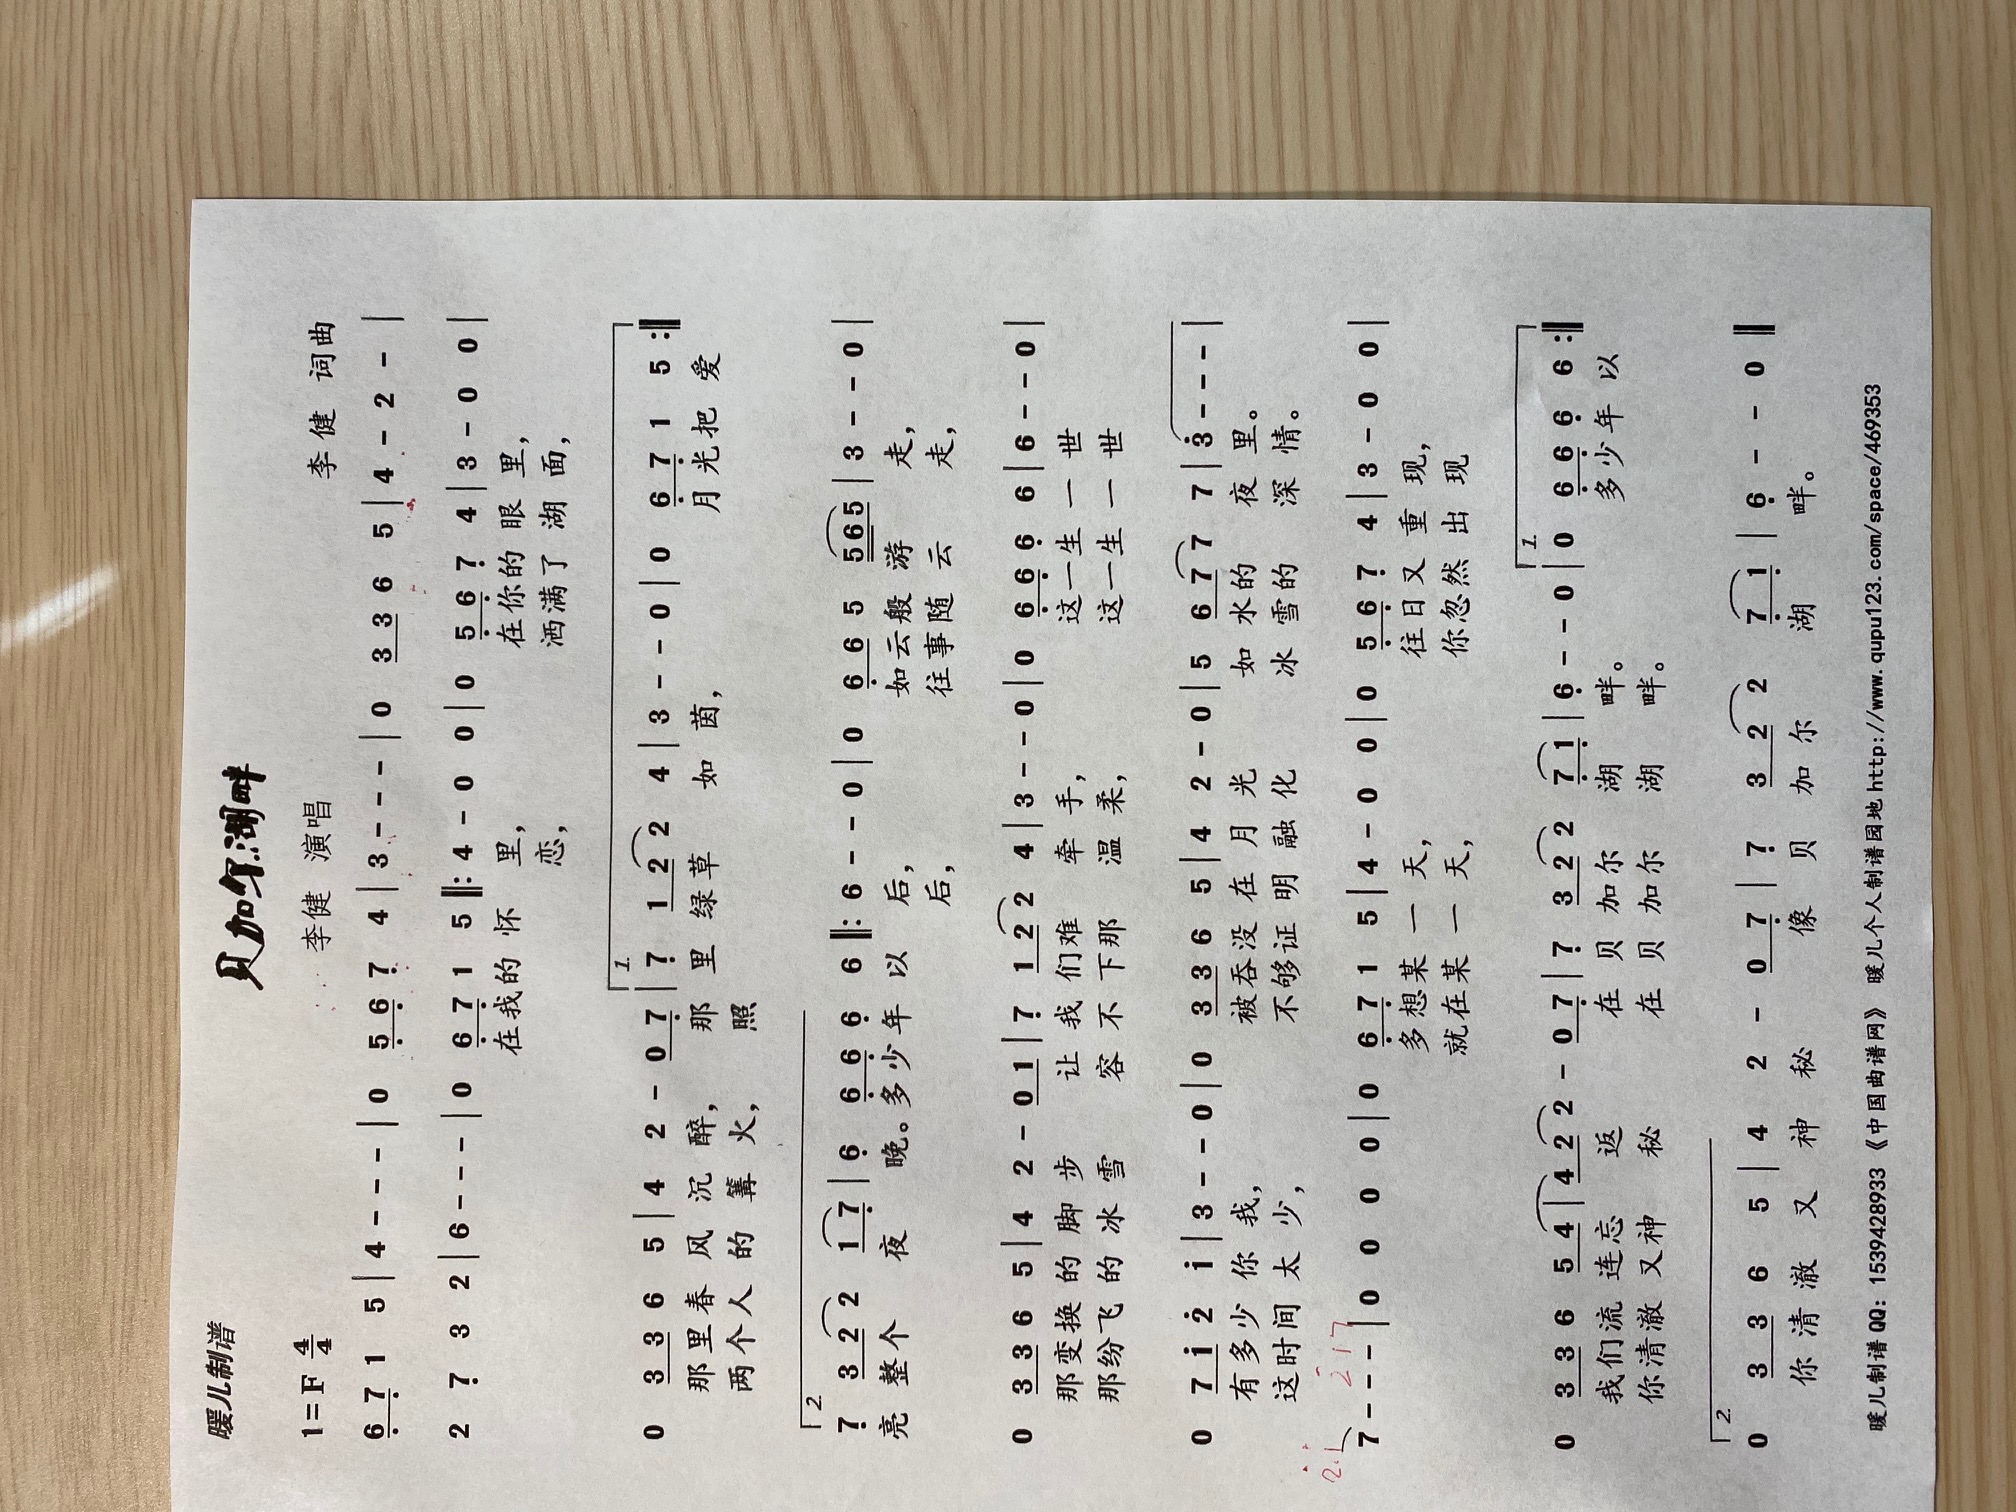 暖儿制谱
贝加尔湖畔
1=F 4/4 李健 演唱 李健 词曲
6̣ 7̣ 1 5 | 4 - - - | 0 5̣ 6̣ 7̣ 4 | 3 - - - | 0 3 3 6 5 | 4 - 2 - |
2 7̣ 3 2 | 6 - - - | 0 6̣ 7̣ 1 5 ‖: 4 - 0 0 | 0 5̣ 6̣ 7̣ 4 | 3 - 0 0 |
在我的怀 里， 在你的眼里，
恋， 洒满了湖面，
1.
0 3 3 6 5 | 4 2 - 0 7̣ | 7̣ 1 2 2 4 | 3 - - 0 | 0 6̣ 7̣ 1 5 :‖
那里春风沉醉， 那里绿草 如茵， 月光把爱
两个人的篝火， 照
2.
7̣ 3 2 2 1 7̣ | 6̣ 6̣ 6̣ 6̣ 6 ‖: 6 - - 0 | 0 6̣ 6 5 5 6 5 | 3 - - 0 |
亮整个 夜 晚。多少年以 后， 如云般游 走，
后， 往事随云 走，
0 3 3 6 5 | 4 2 - 0 1 | 7̣ 1 2 2 4 | 3 - - 0 | 0 6̣ 6̣ 6̣ 6 | 6 - - 0 |
那变换的脚步 让我们难 牵手， 这一生一世
那纷飞的冰雪 容不下那 温柔， 这一生一世
0 7 1̇ 2̇ 1̇ | 3 - - 0 | 0 3 3 6 5 | 4 2 - 0 | 5 6 7 7 7 | 3̇ - - - |
有多少你我， 被吞没在月光 如水的 夜里。
这时间太少， 不够证明融化 冰雪的 深情。
2.1 217
7 - - - | 0 0 0 0 | 0 6̣ 7̣ 1 5 | 4 - 0 0 | 0 5̣ 6̣ 7̣ 4 | 3 - 0 0 |
多想某一天， 往日又重现，
就在某一天， 你忽然出现
1.
0 3 3 6 5 4 | 4 2 2 - 0 7̣ | 7̣ 3 2 2 7̣ 1̣ | 6̣ - - 0 | 0 6̣ 6̣ 6̣ 6 :‖
我们流连忘 返 在贝加尔 湖 畔。 多少年以
你清澈又神 秘 在贝加尔 湖 畔。
2.
0 3 3 6 5 | 4 2 - 0 7̣ | 7̣ 3 2 2 7̣ 1̣ | 6̣ - - 0 ‖
你清澈又神秘 像贝加尔 湖 畔。
暖儿制谱QQ：1539428933《中国曲谱网》 暖儿个人制谱园地http://www.qupu123.com/space/469353